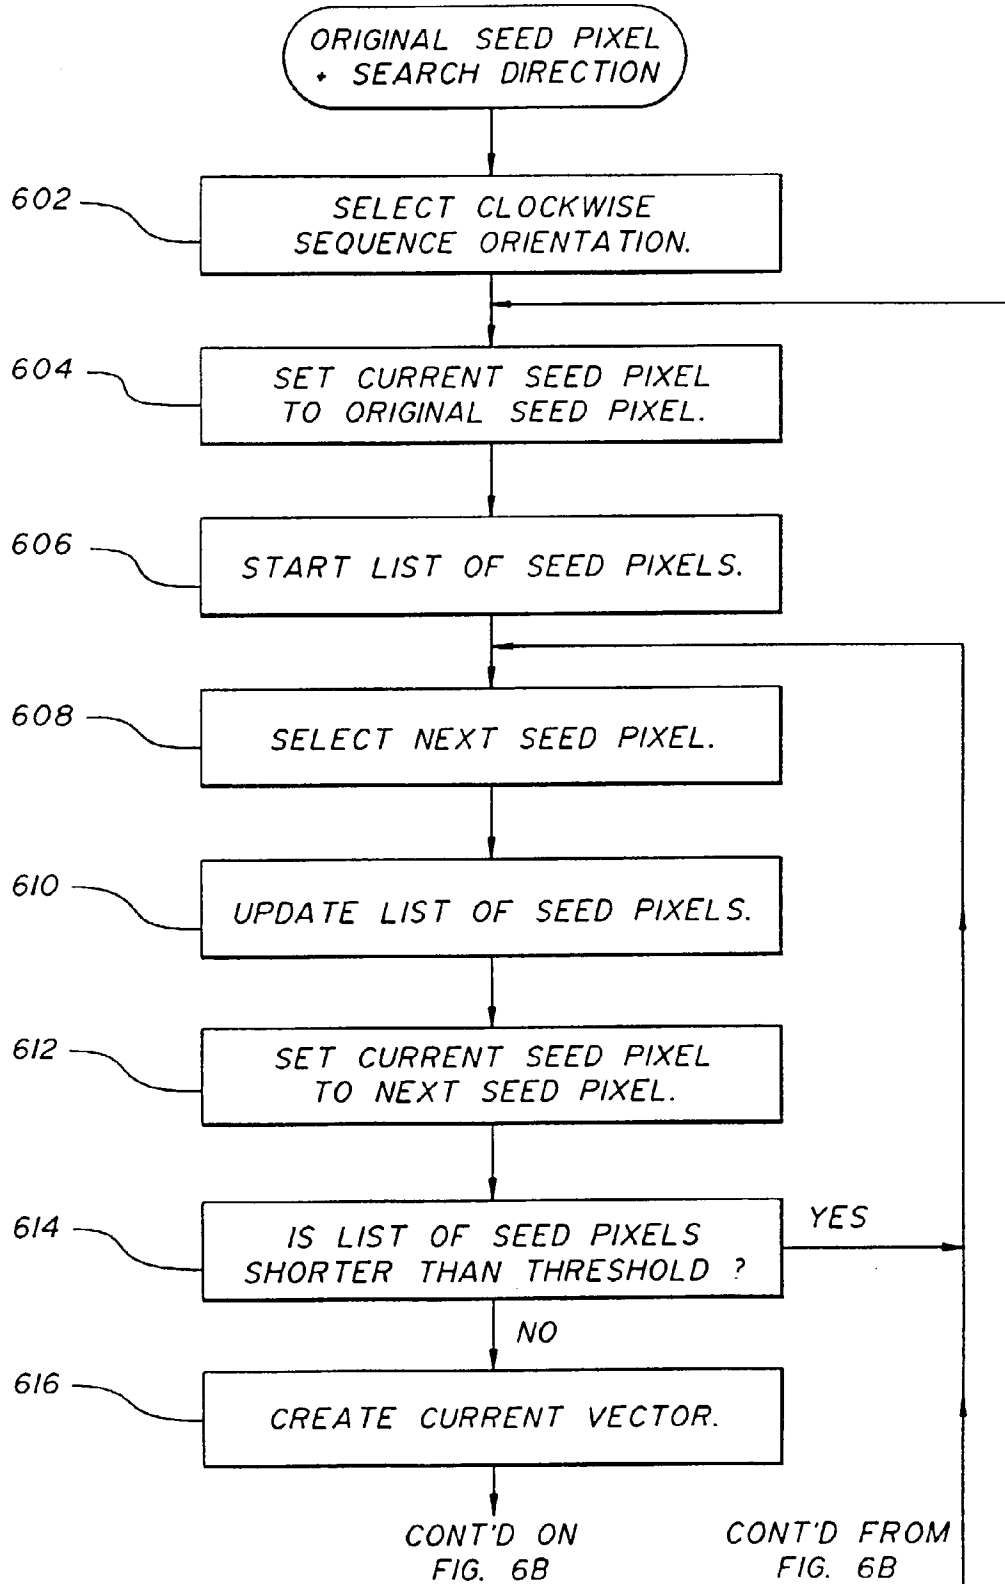 ORIGINAL SEED PIXEL
+ SEARCH DIRECTION
602
SELECT CLOCKWISE
SEQUENCE ORIENTATION.
604
SET CURRENT SEED PIXEL
TO ORIGINAL SEED PIXEL.
606
START LIST OF SEED PIXELS.
608
SELECT NEXT SEED PIXEL.
610
UPDATE LIST OF SEED PIXELS.
612
SET CURRENT SEED PIXEL
TO NEXT SEED PIXEL.
614
IS LIST OF SEED PIXELS
SHORTER THAN THRESHOLD ?
YES
NO
616
CREATE CURRENT VECTOR.
CONT'D ON
FIG. 6B
CONT'D FROM
FIG. 6B